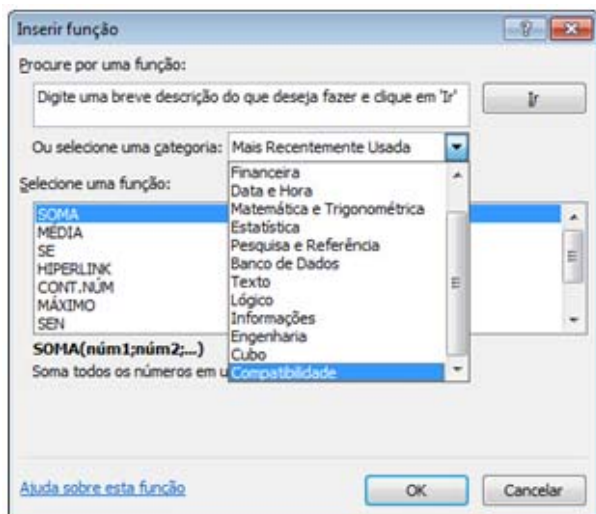 Inserir função
Procure por uma função:
Digite uma breve descrição do que deseja fazer e clique em 'Ir'
Ir
Ou selecione uma categoria: Mais Recentemente Usada
Financeira
Data e Hora
Matemática e Trigonométrica
Estatística
Pesquisa e Referência
Banco de Dados
Texto
Lógico
Informações
Engenharia
Cubo
Compatibilidade
Selecione uma função:
SOMA
MÉDIA
SE
HIPERLINK
CONT.NÚM
MÁXIMO
SEN
SOMA(núm1;núm2;...)
Soma todos os números em u
Ajuda sobre esta função
OK
Cancelar